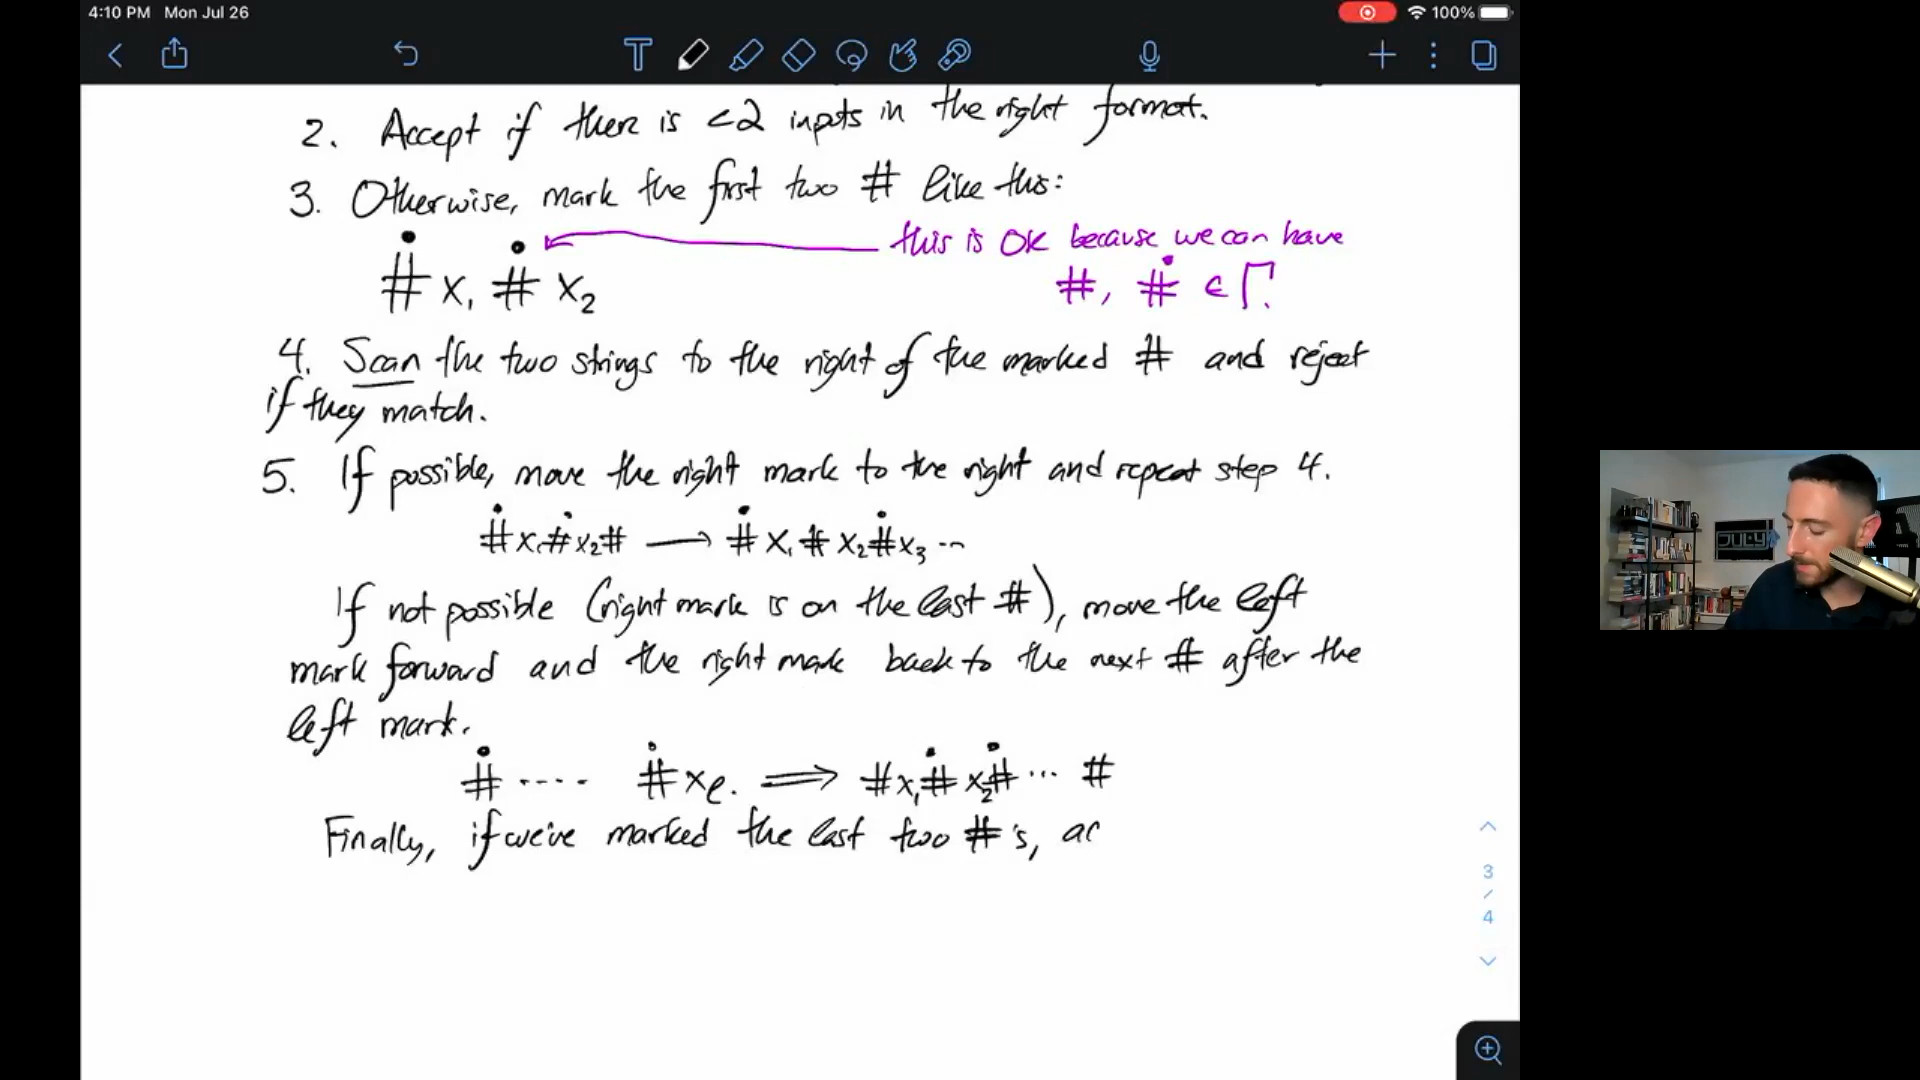 4:10 PM Mon Jul 26
100%
2. Accept if there is <2 inputs in the right format.
3. Otherwise, mark the first two # like this:
this is OK because we can have
#̇ x₁ #̇ x₂
#, #̇ ∈ Γ.
4. Scan the two strings to the right of the marked # and reject
if they match.
5. If possible, move the right mark to the right and repeat step 4.
#̇x₁#̇x₂# → #̇ x₁ # x₂ #̇ x₃ ...
If not possible (right mark is on the last #), move the left
mark forward and the right mark back to the next # after the
left mark.
#̇ .... #̇ xₑ. ⇒ #x₁#̇ x₂#̇ ... #
Finally, if we've marked the last two #'s, ac
3
/
4
JULY